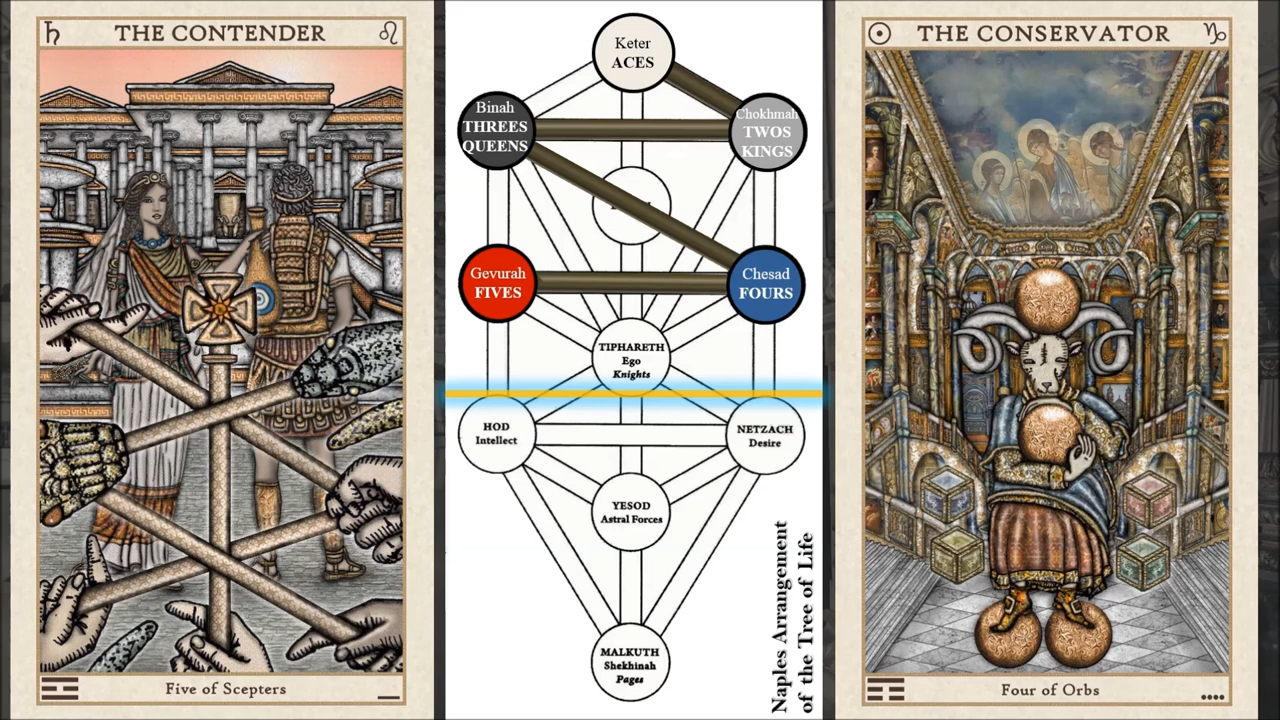 ♄ THE CONTENDER ♌
Five of Scepters
Keter
ACES
Binah
THREES
QUEENS
Chokhmah
TWOS
KINGS
Gevurah
FIVES
Chesad
FOURS
TIPHARETH
Ego
Knights
HOD
Intellect
NETZACH
Desire
YESOD
Astral Forces
MALKUTH
Shekhinah
Pages
Naples Arrangement
of the Tree of Life
☉ THE CONSERVATOR ♑
Four of Orbs